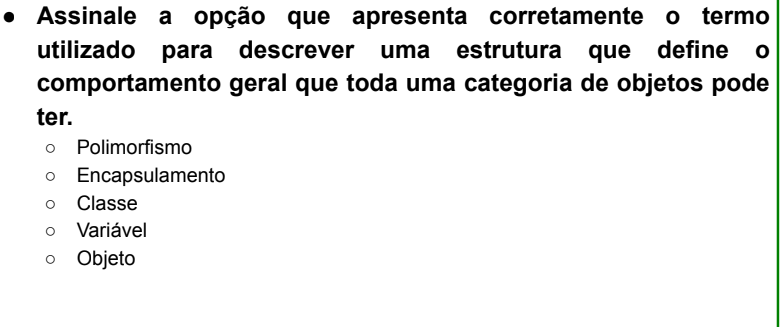 ● Assinale a opção que apresenta corretamente o termo
utilizado para descrever uma estrutura que define o
comportamento geral que toda uma categoria de objetos pode
ter.
○ Polimorfismo
○ Encapsulamento
○ Classe
○ Variável
○ Objeto